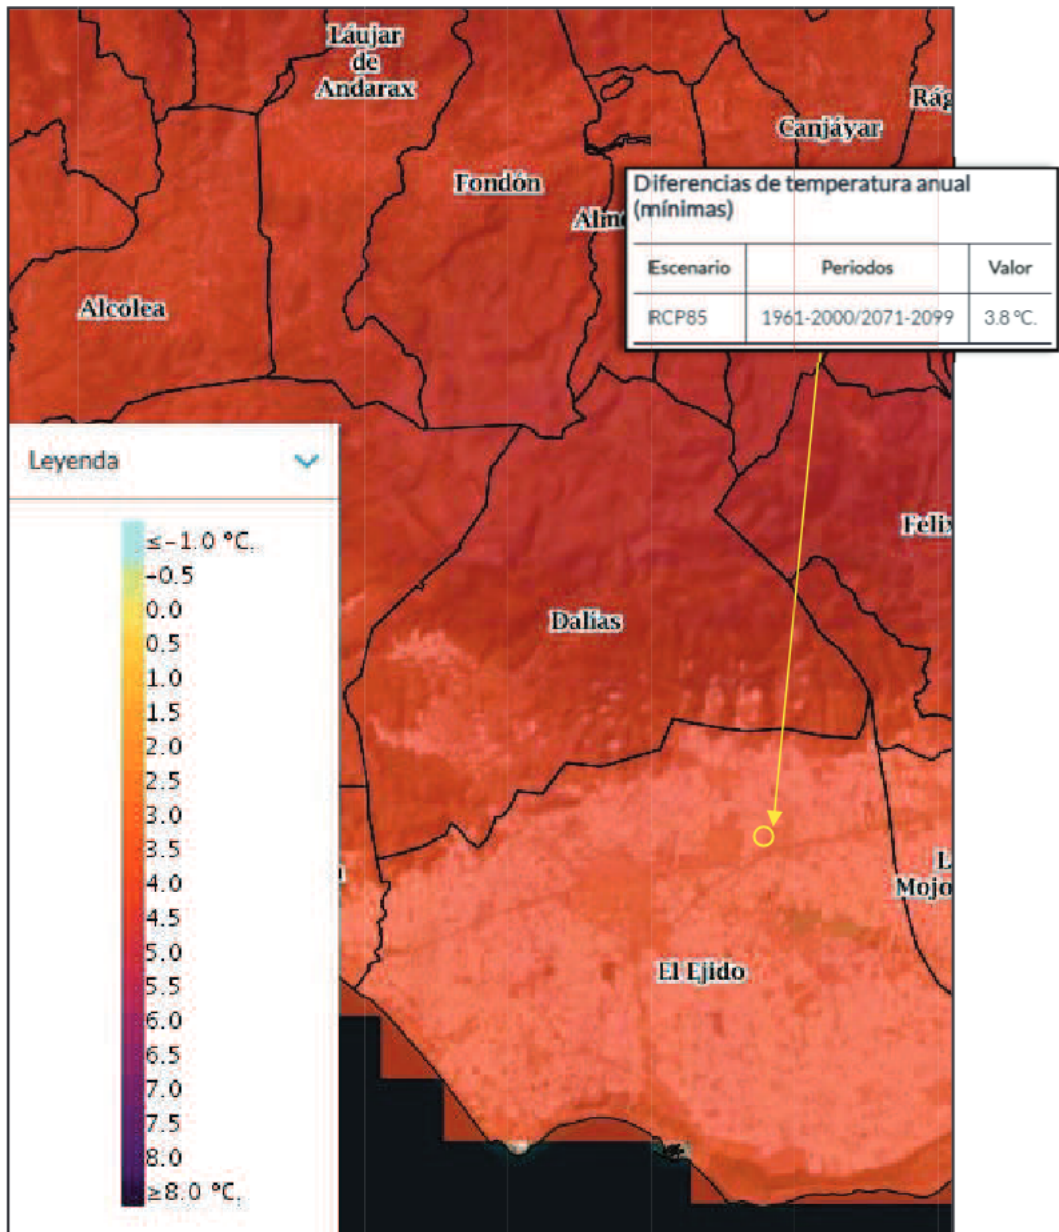 Láujar
de
Andarax
Canjáyar
Fondón
Alcolea
Diferencias de temperatura anual
(mínimas)
Escenario Periodos Valor
RCP85 1961-2000/2071-2099 3.8 ºC.
Leyenda
≤-1.0 ºC.
-0.5
0.0
0.5
1.0
1.5
2.0
2.5
3.0
3.5
4.0
4.5
5.0
5.5
6.0
6.5
7.0
7.5
8.0
≥8.0 ºC.
Dalías
El Ejido